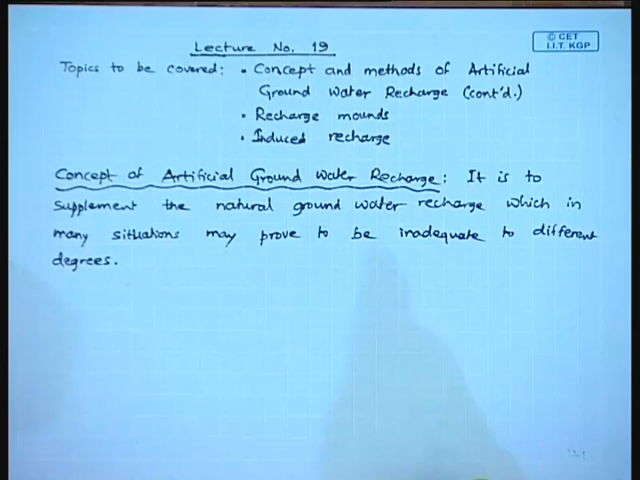 © CET
I.I.T. KGP
Lecture No. 19
Topics to be covered: • Concept and methods of Artificial
Ground Water Recharge (cont'd.)
• Recharge mounds
• Induced recharge
Concept of Artificial Ground Water Recharge: It is to
supplement the natural ground water recharge which in
many situations may prove to be inadequate to different
degrees.